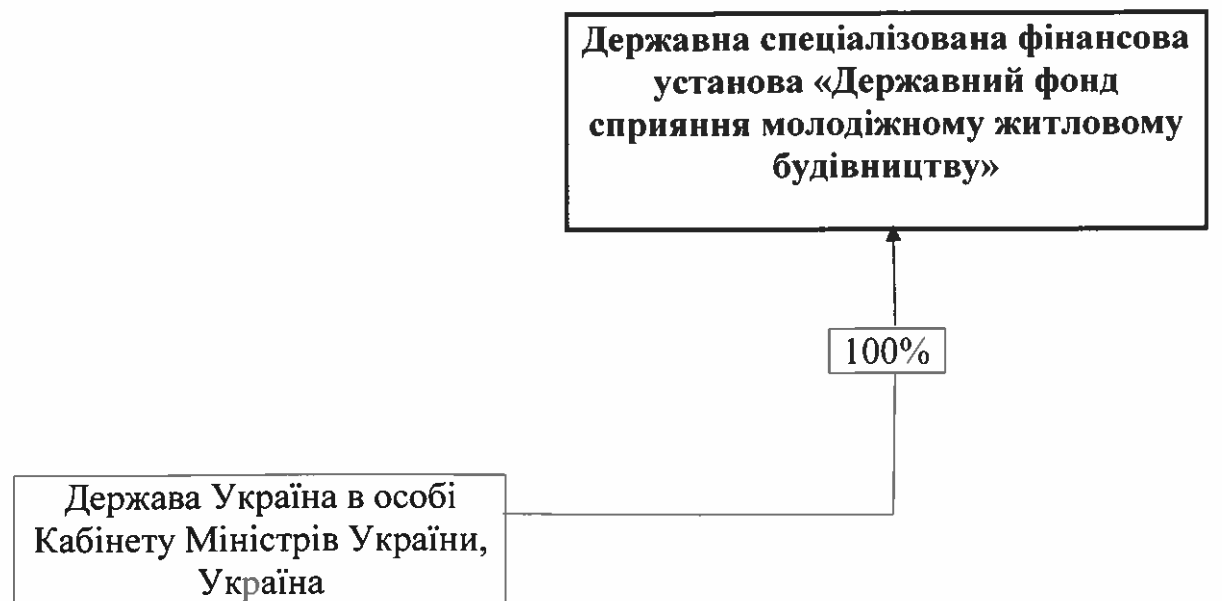 Державна спеціалізована фінансова
установа «Державний фонд
сприяння молодіжному житловому
будівництву»
100%
Держава Україна в особі
Кабінету Міністрів України,
Україна